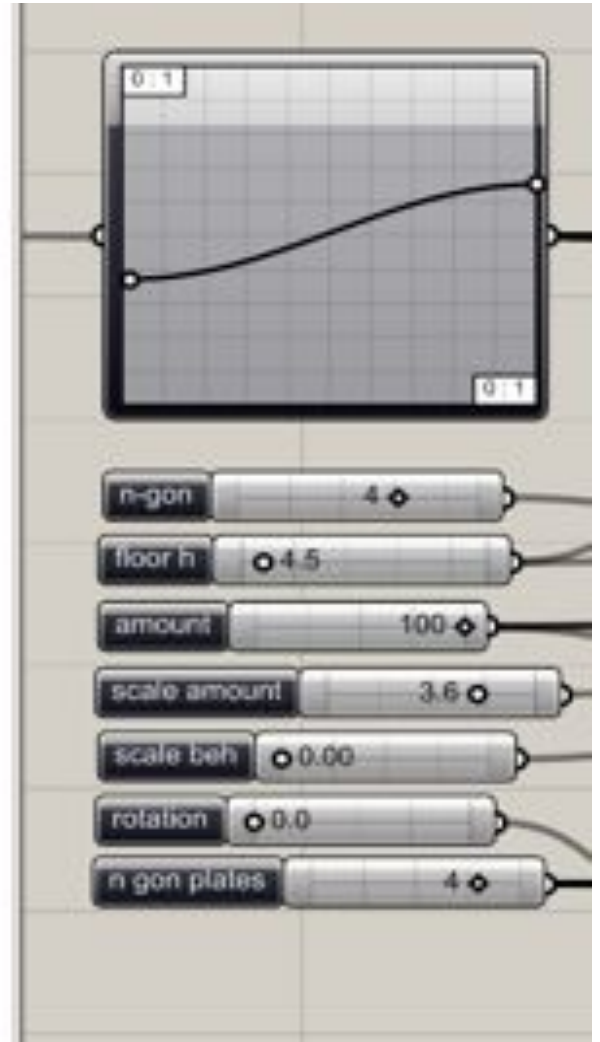 0 : 1
0 : 1
n-gon 4
floor h 4.5
amount 100
scale amount 3.6
scale beh 0.00
rotation 0.0
n gon plates 4